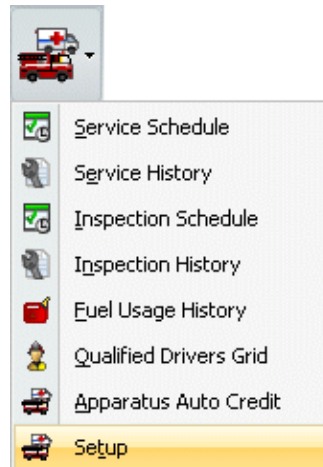 Service Schedule
Service History
Inspection Schedule
Inspection History
Fuel Usage History
Qualified Drivers Grid
Apparatus Auto Credit
Setup